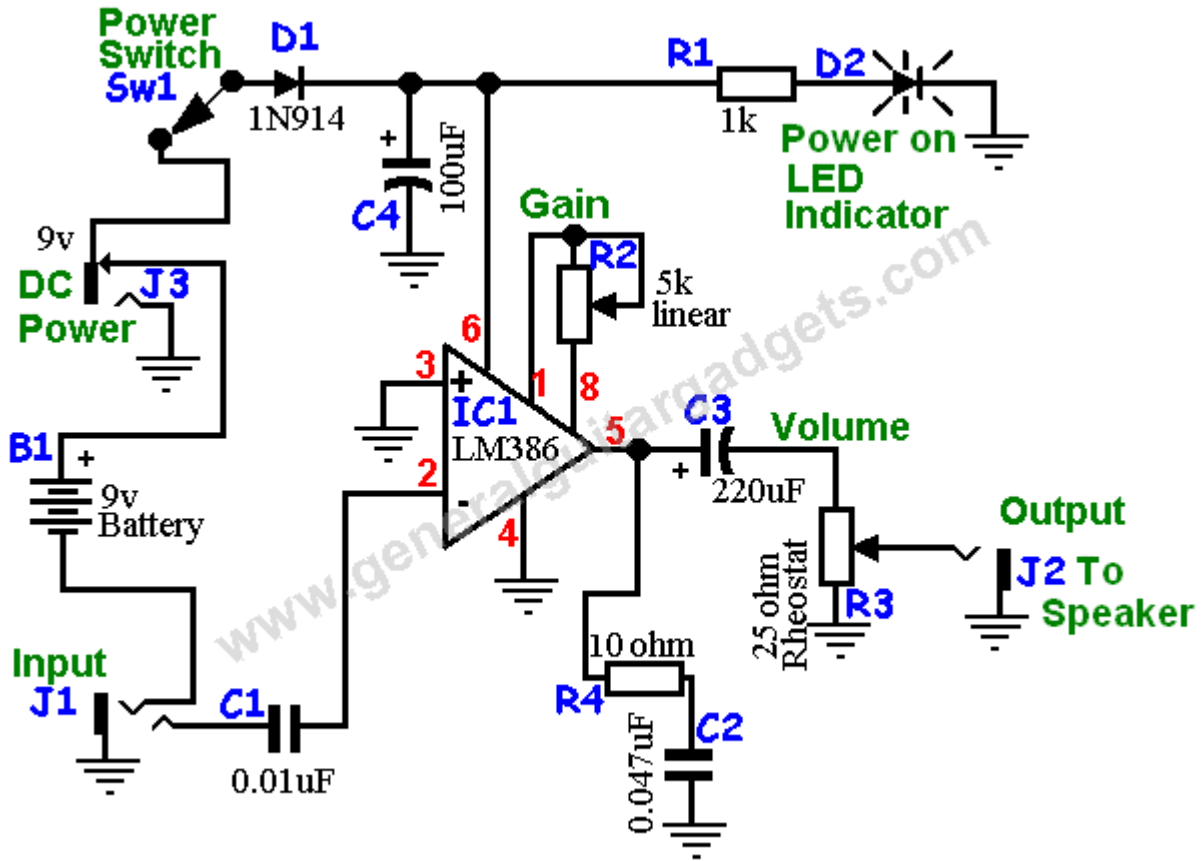 Power
Switch
Sw1
D1
1N914
R1
1k
D2
Power on
LED
Indicator
+
100uF
C4
Gain
R2
5k
linear
9v
DC
Power
J3
6
3
+
1
8
IC1
LM386
5
2
-
4
C3
+
220uF
Volume
B1
+
9v
Battery
25 ohm
Rheostat
R3
Output
J2 To
Speaker
10 ohm
R4
0.047uF
C2
Input
J1
C1
0.01uF
www.generalguitargadgets.com